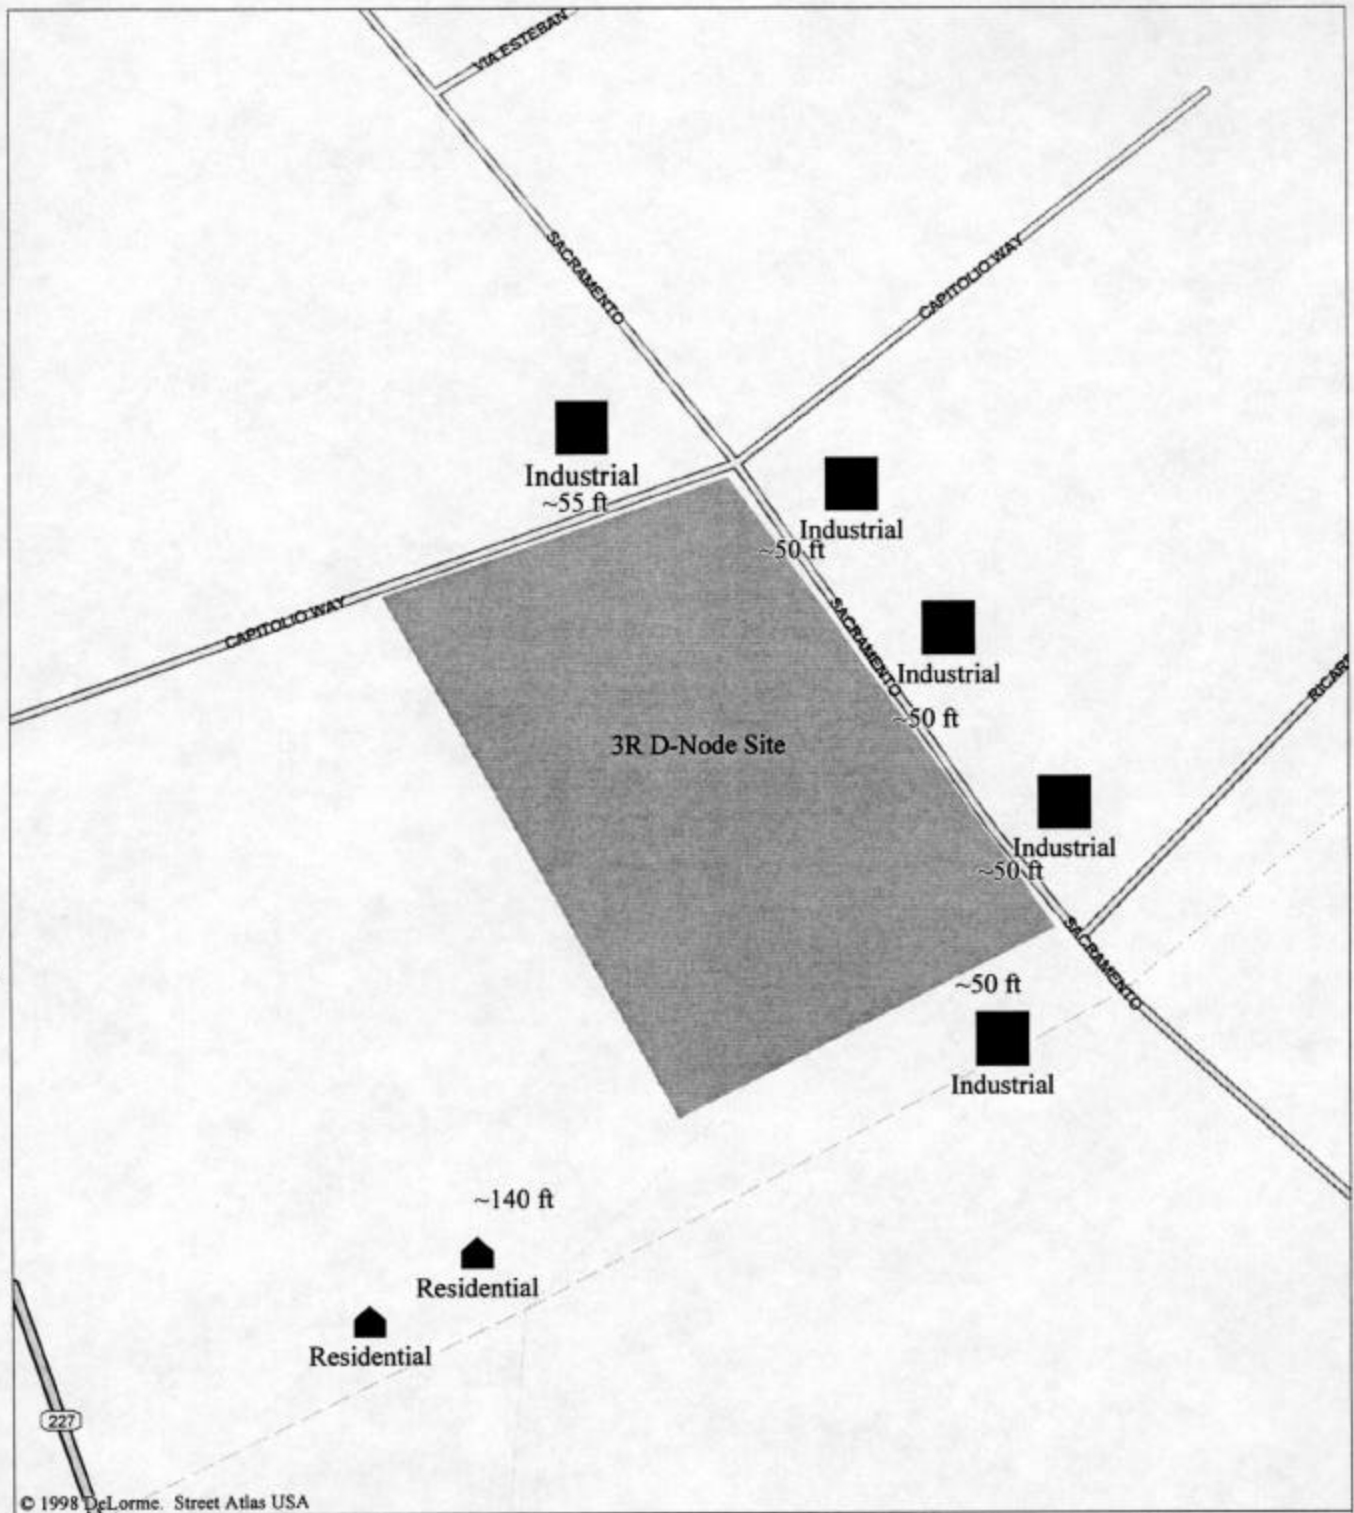 VIA ESTEBAN
SACRAMENTO
CAPITOLIO WAY
Industrial
~55 ft
Industrial
~50 ft
CAPITOLIO WAY
SACRAMENTO
Industrial
~50 ft
3R D-Node Site
Industrial
~50 ft
SACRAMENTO
~50 ft
Industrial
~140 ft
Residential
Residential
227
© 1998 DeLorme. Street Atlas USA